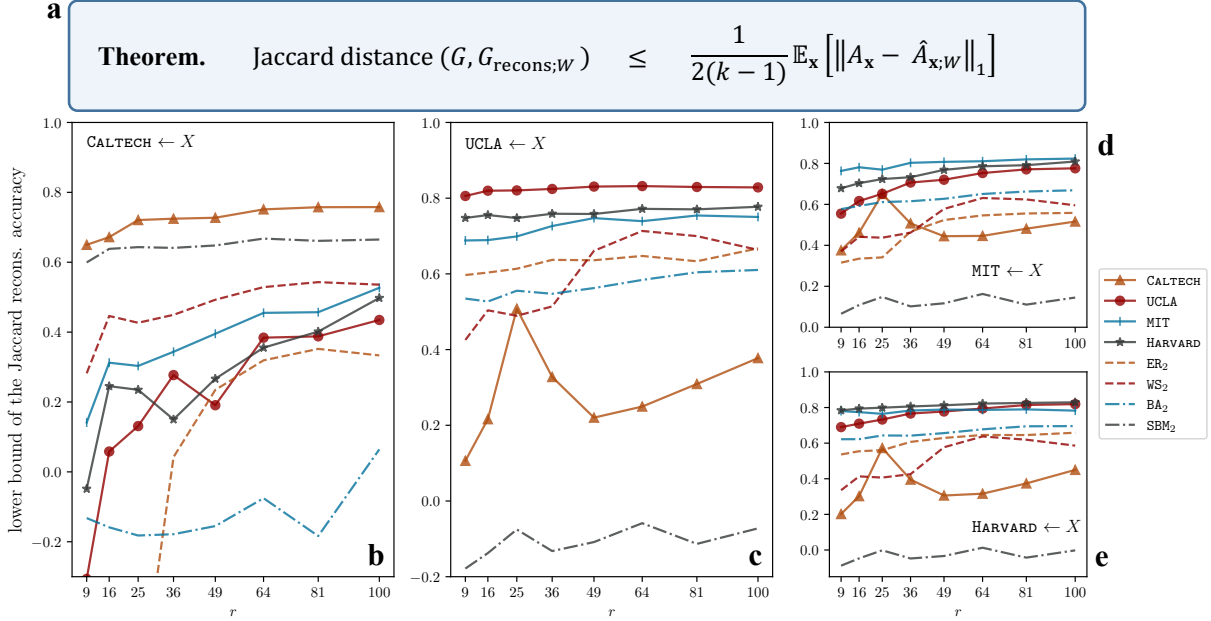 a
Theorem. Jaccard distance (G, G_recons;W) ≤ 1/2(k − 1) 𝔼_x [‖A_x − Â_x;W‖_1]
lower bound of the Jaccard recons. accuracy
CALTECH ← X
1.0
0.8
0.6
0.4
0.2
0.0
−0.2
9 16 25 36 49 64 81 100
r
b
UCLA ← X
1.0
0.8
0.6
0.4
0.2
0.0
−0.2
9 16 25 36 49 64 81 100
r
c
d
MIT ← X
1.0
0.8
0.6
0.4
0.2
0.0
9 16 25 36 49 64 81 100
HARVARD ← X
1.0
0.8
0.6
0.4
0.2
0.0
9 16 25 36 49 64 81 100
r
e
CALTECH
UCLA
MIT
HARVARD
ER₂
WS₂
BA₂
SBM₂